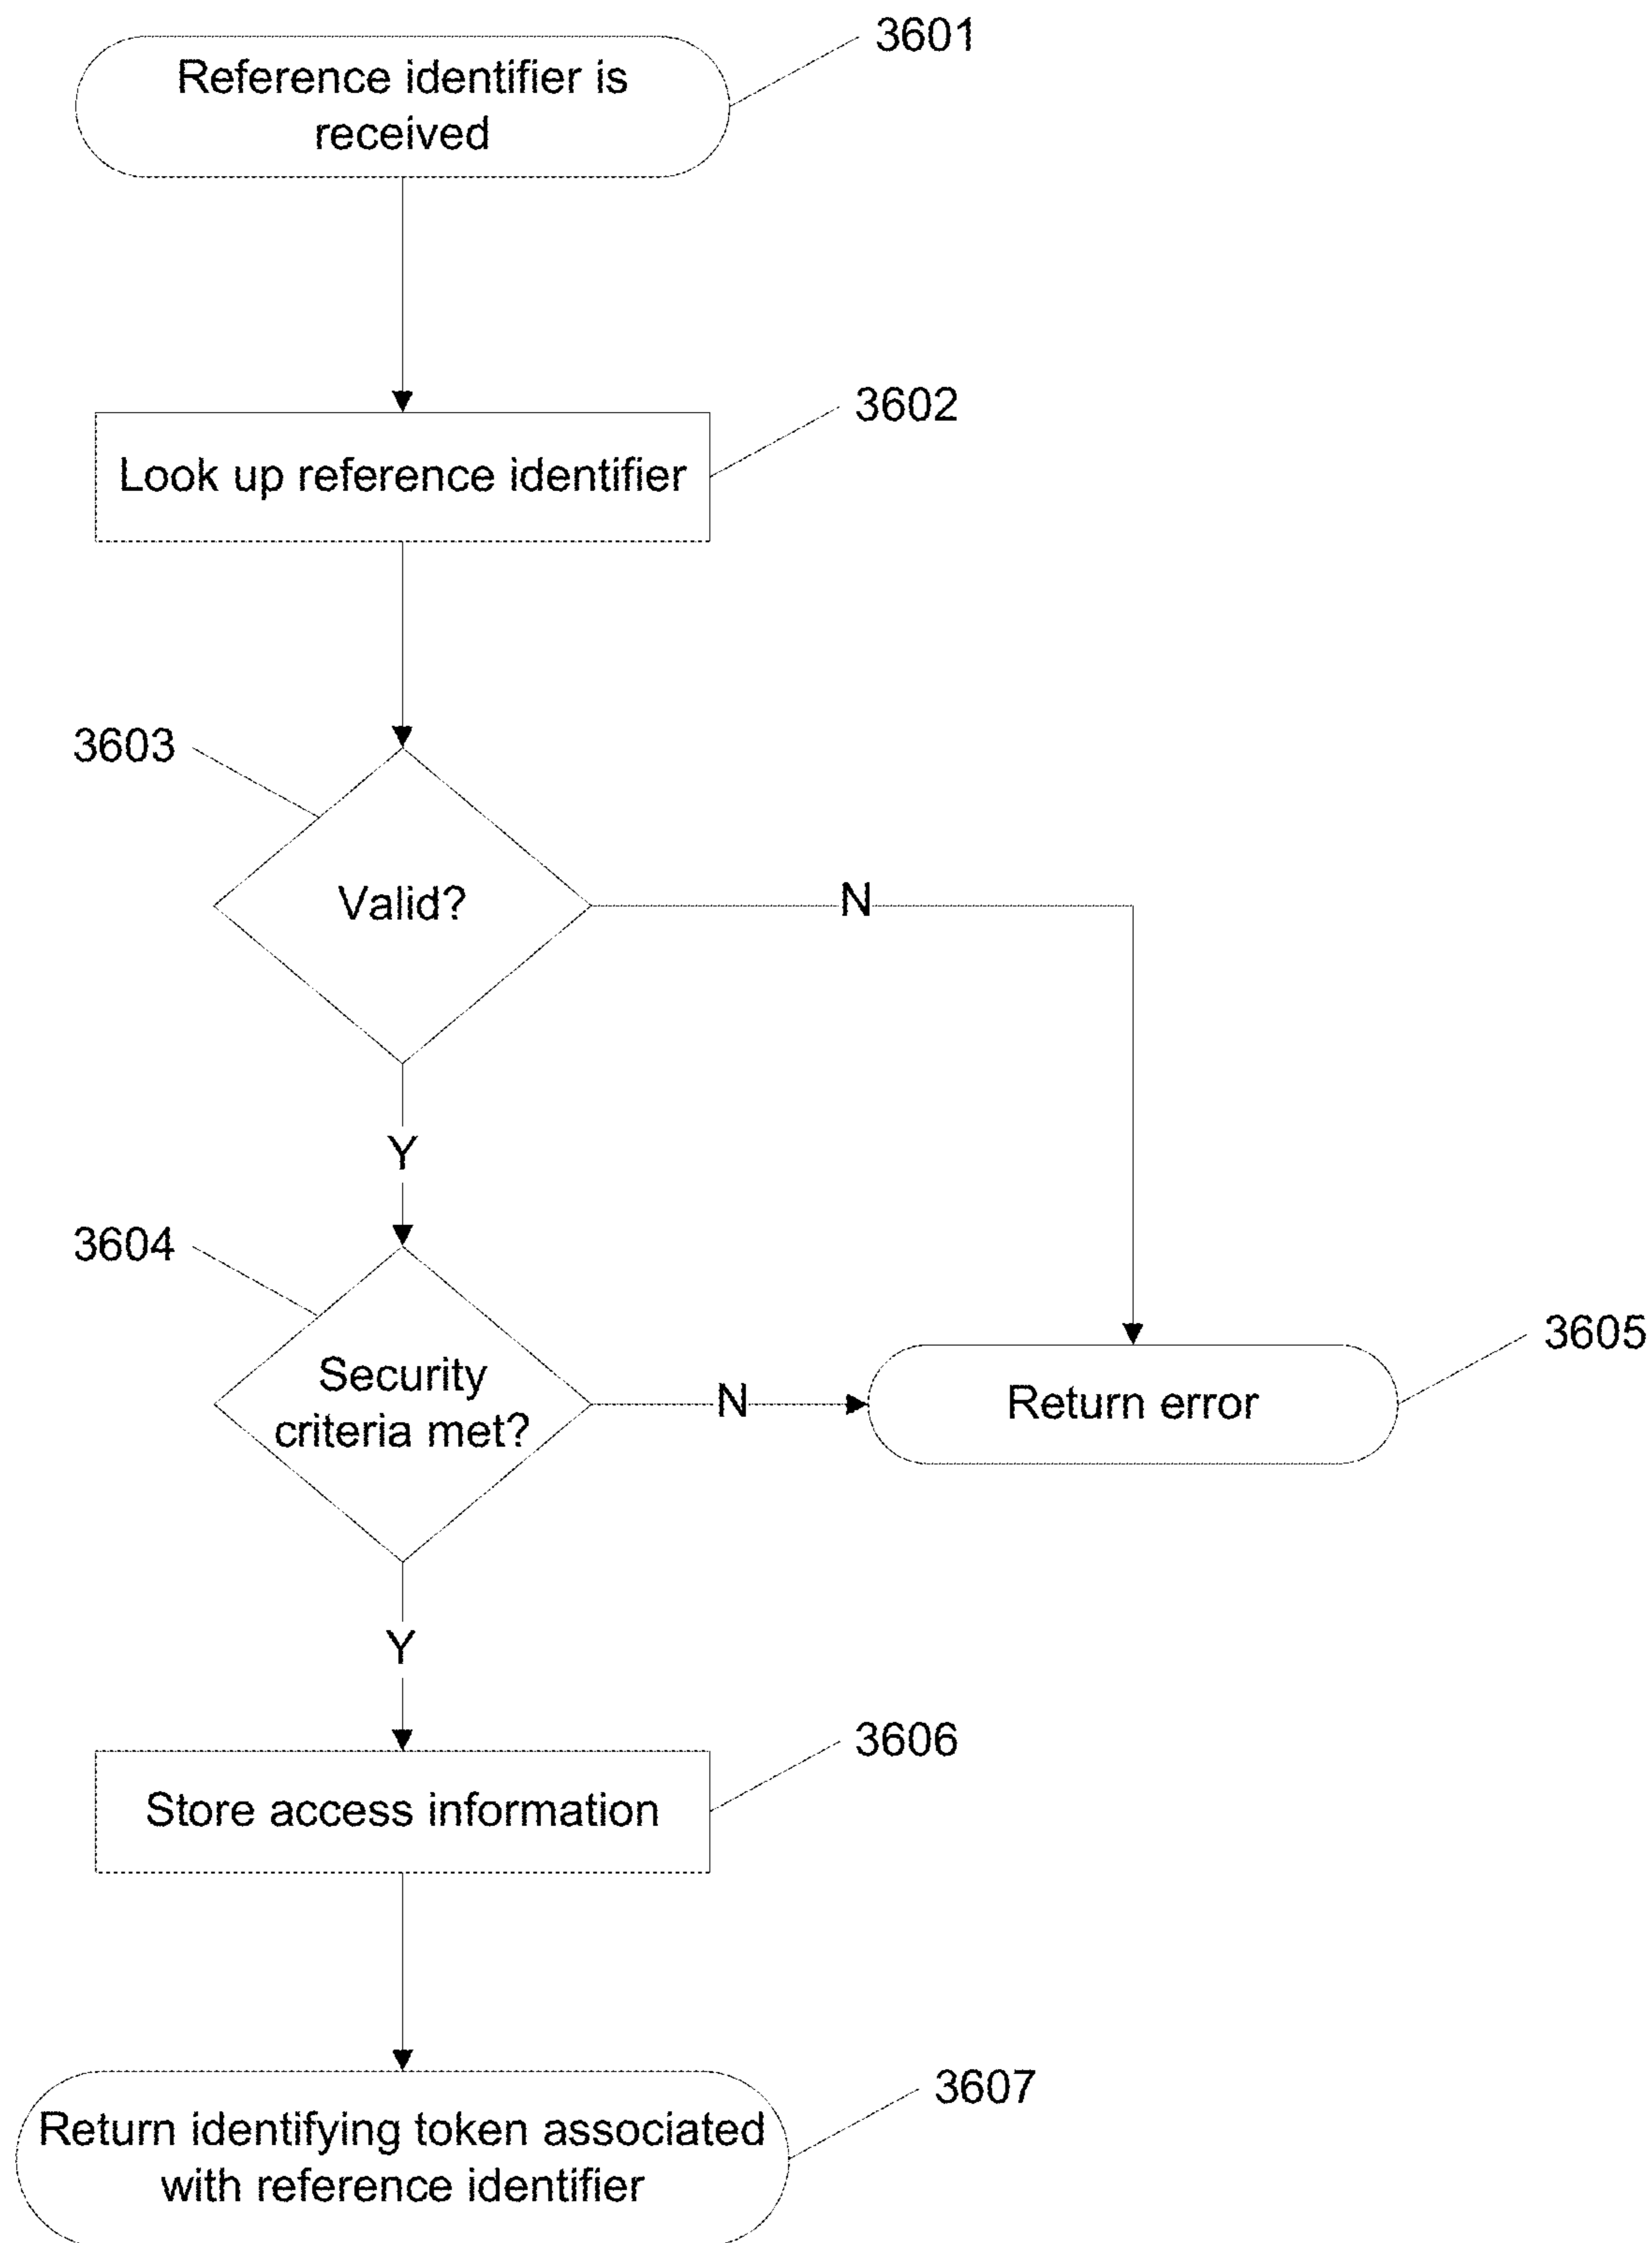 Reference identifier is
received
3601
Look up reference identifier
3602
3603
Valid?
N
Y
3604
Security
criteria met?
N
Return error
3605
Y
Store access information
3606
Return identifying token associated
with reference identifier
3607